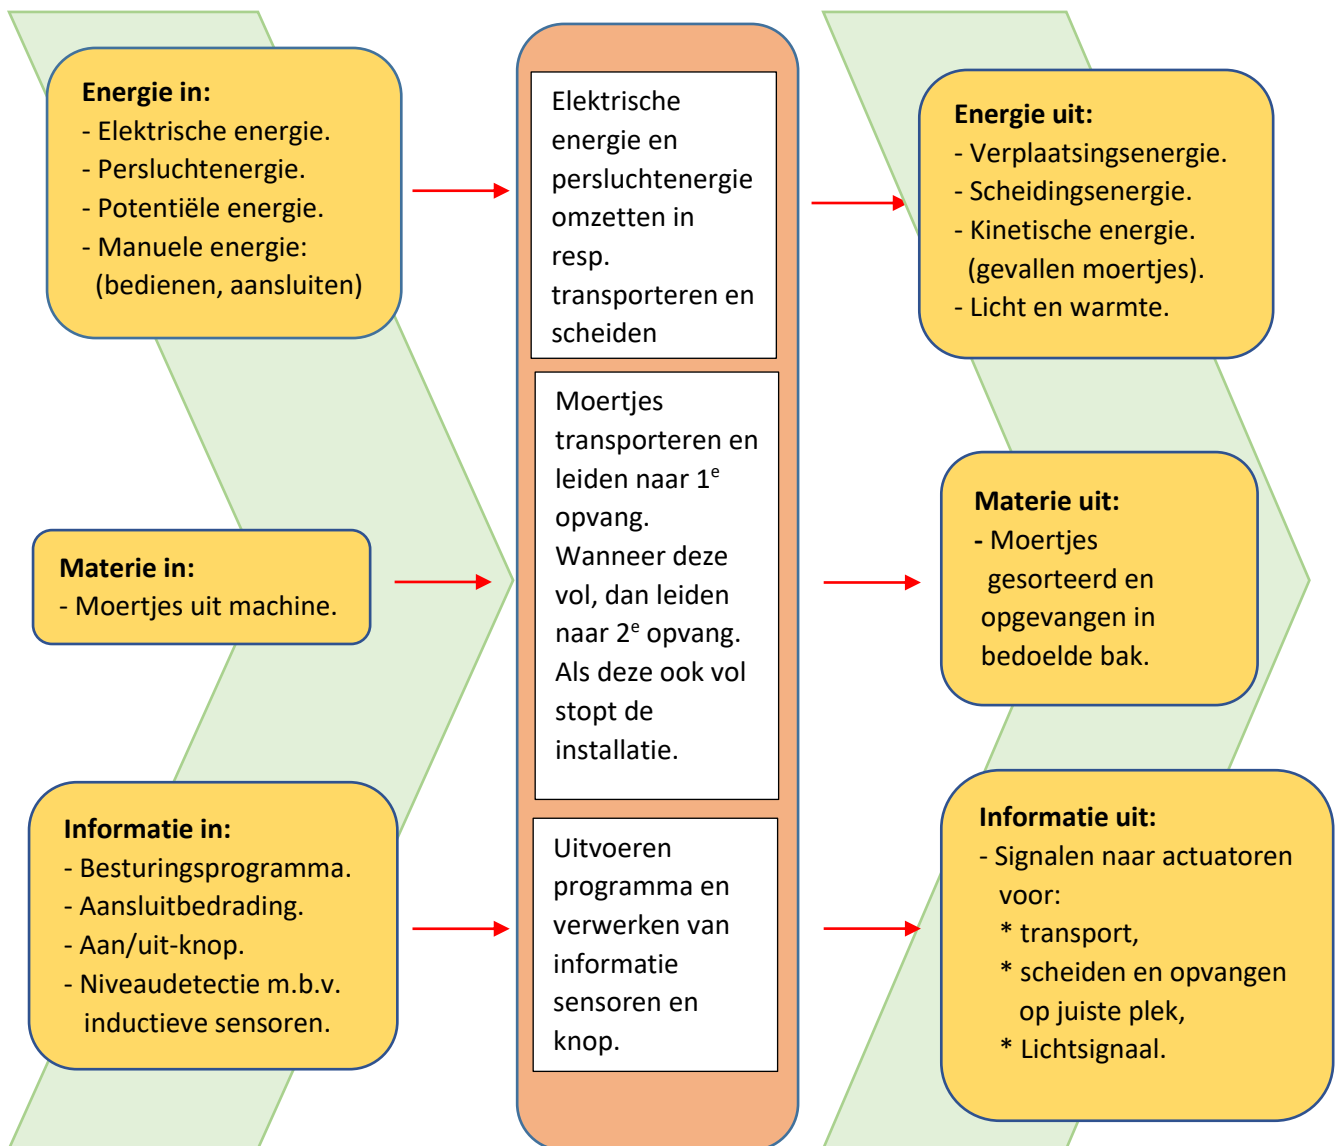 Energie in:
- Elektrische energie.
- Persluchtenergie.
- Potentiële energie.
- Manuele energie:
(bedienen, aansluiten)
Elektrische
energie en
persluchtenergie
omzetten in
resp.
transporteren en
scheiden
Energie uit:
- Verplaatsingsenergie.
- Scheidingsenergie.
- Kinetische energie.
(gevallen moertjes).
- Licht en warmte.
Materie in:
- Moertjes uit machine.
Moertjes
transporteren en
leiden naar 1e
opvang.
Wanneer deze
vol, dan leiden
naar 2e opvang.
Als deze ook vol
stopt de
installatie.
Materie uit:
- Moertjes
gesorteerd en
opgevangen in
bedoelde bak.
Informatie in:
- Besturingsprogramma.
- Aansluitbedrading.
- Aan/uit-knop.
- Niveaudetectie m.b.v.
inductieve sensoren.
Uitvoeren
programma en
verwerken van
informatie
sensoren en
knop.
Informatie uit:
- Signalen naar actuatoren
voor:
* transport,
* scheiden en opvangen
op juiste plek,
* Lichtsignaal.